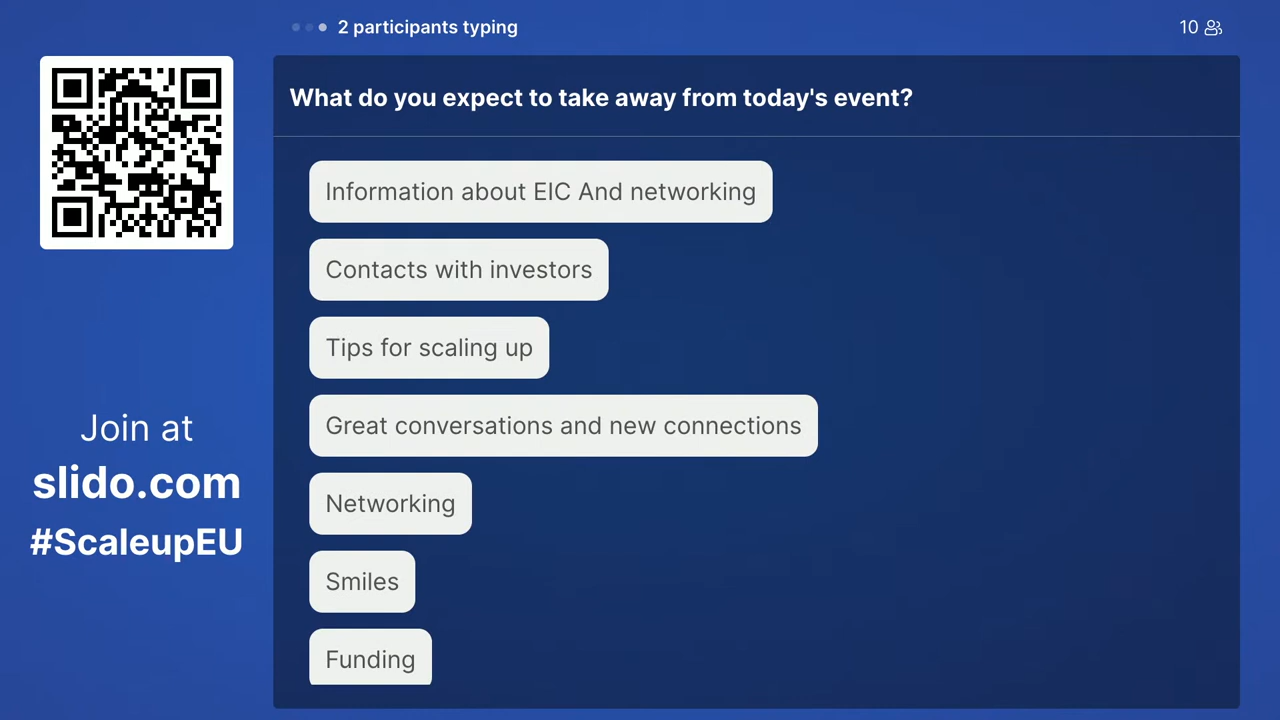 2 participants typing
10
What do you expect to take away from today's event?
Information about EIC And networking
Contacts with investors
Tips for scaling up
Great conversations and new connections
Networking
Smiles
Funding
Join at
slido.com
#ScaleupEU